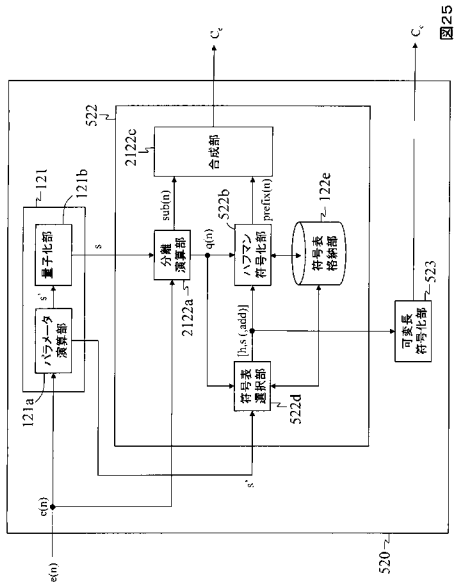 121
121a
121b
パラメータ
演算部
s'
量子化部
e(n)
e(n)
s
522
分離
演算部
2122a
sub(n)
2122c
合成部
q(n)
522b
ハフマン
符号化部
prefix(n)
s'
符号表
選択部
522d
[h,s (,add)]
符号表
格納部
122e
可変長
符号化部
523
520
Ce
Ce
図25